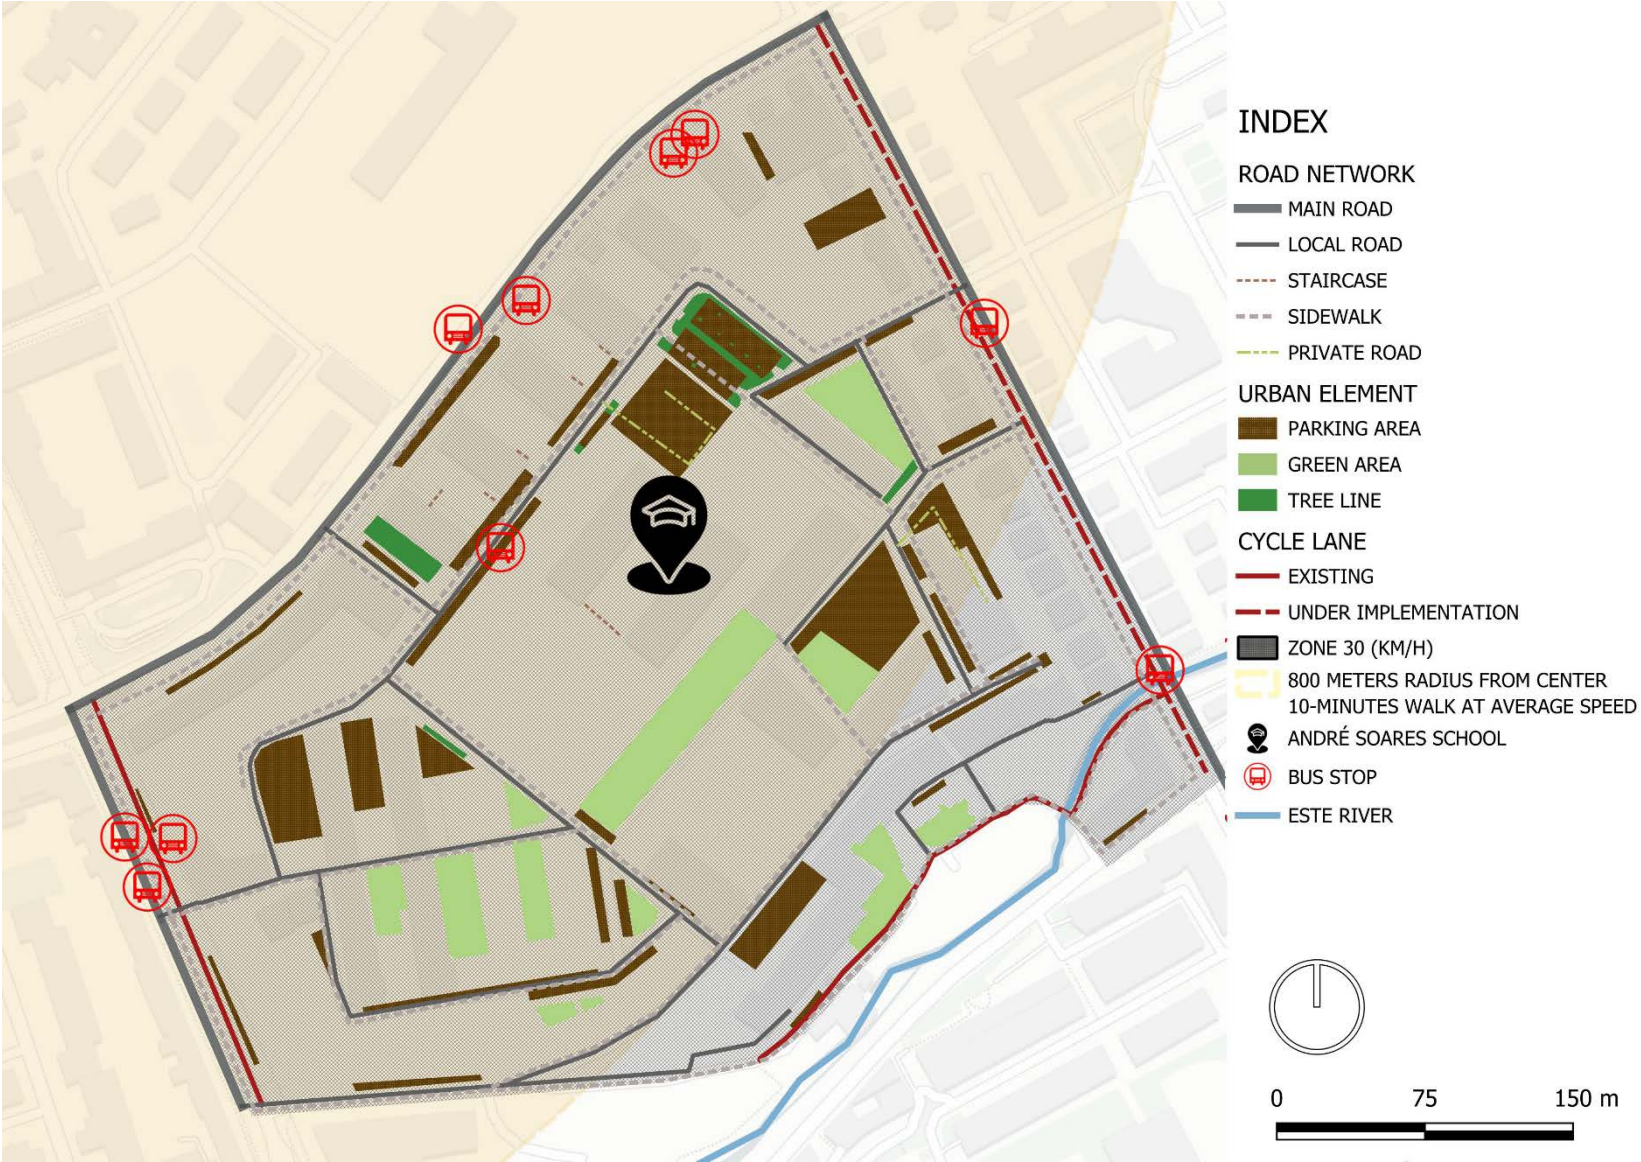 INDEX
ROAD NETWORK
MAIN ROAD
LOCAL ROAD
STAIRCASE
SIDEWALK
PRIVATE ROAD
URBAN ELEMENT
PARKING AREA
GREEN AREA
TREE LINE
CYCLE LANE
EXISTING
UNDER IMPLEMENTATION
ZONE 30 (KM/H)
800 METERS RADIUS FROM CENTER
10-MINUTES WALK AT AVERAGE SPEED
ANDRÉ SOARES SCHOOL
BUS STOP
ESTE RIVER
0 75 150 m